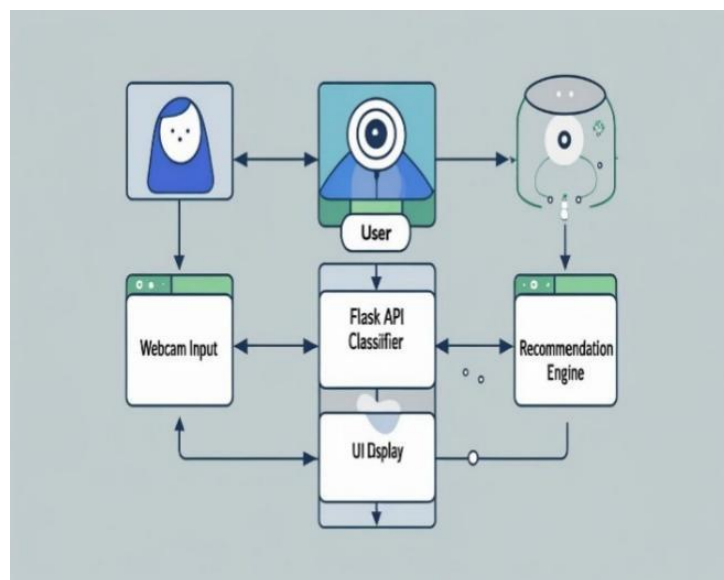 User
Webcam Input
Flask API
Classifier
Recommendation
Engine
UI Dsplay